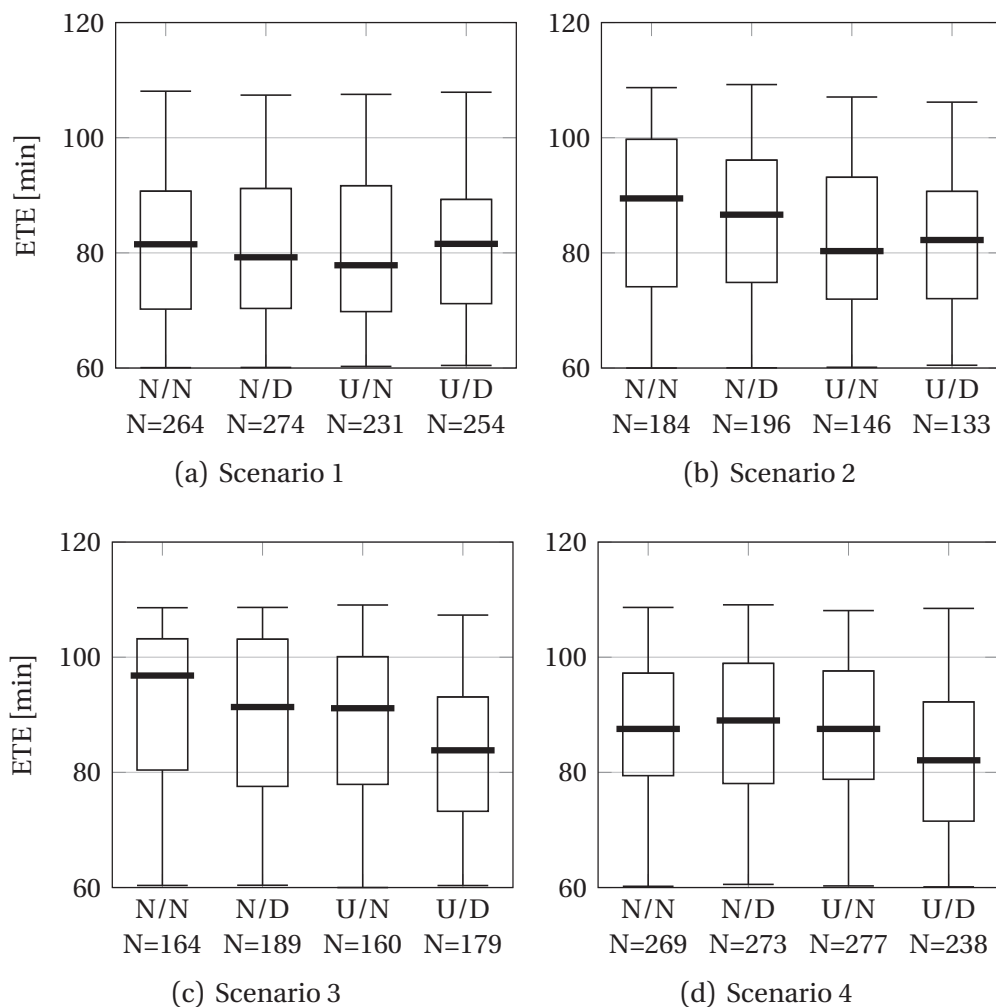 120
100
80
60
ETE [min]
N/N N/D U/N U/D
N=264 N=274 N=231 N=254
(a) Scenario 1
120
100
80
60
N/N N/D U/N U/D
N=184 N=196 N=146 N=133
(b) Scenario 2
120
100
80
60
ETE [min]
N/N N/D U/N U/D
N=164 N=189 N=160 N=179
(c) Scenario 3
120
100
80
60
N/N N/D U/N U/D
N=269 N=273 N=277 N=238
(d) Scenario 4